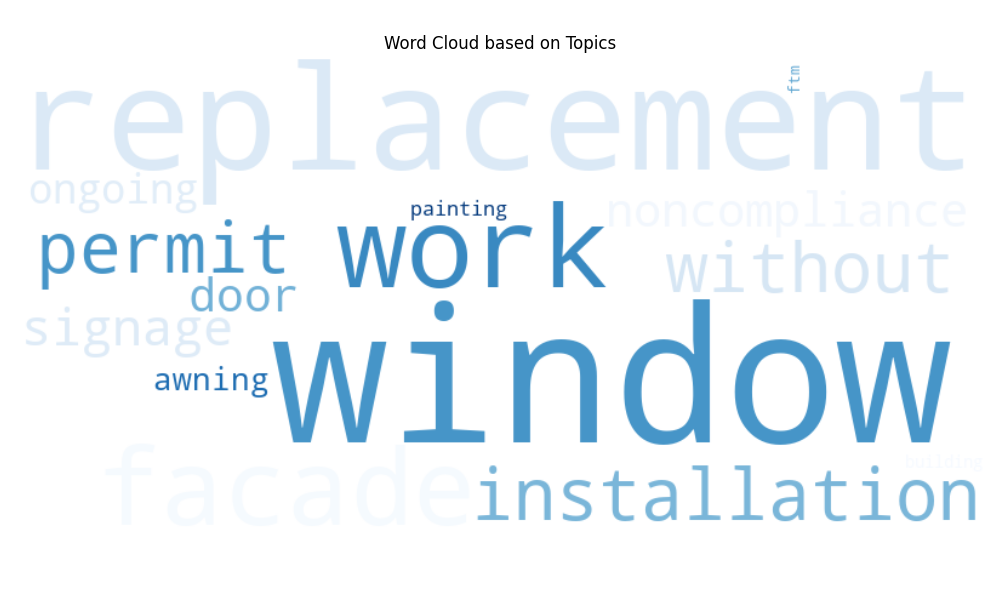 Word Cloud based on Topics
replacement
ftm
ongoing
painting
noncompliance
permit
work
without
door
signage
window
awning
facade
building
installation